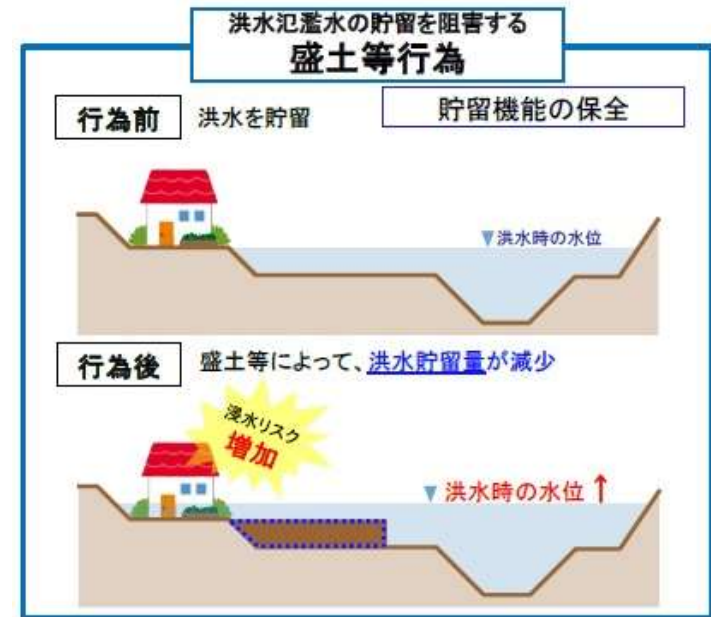 洪水氾濫水の貯留を阻害する
盛土等行為
行為前 洪水を貯留 貯留機能の保全
▼洪水時の水位
行為後 盛土等によって、洪水貯留量が減少
浸水リスク
増加
▼洪水時の水位↑